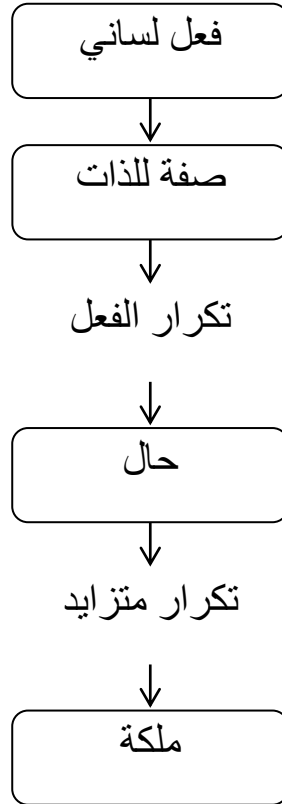 فعل لساني
صفة للذات
تكرار الفعل
حال
تكرار متزايد
ملكة